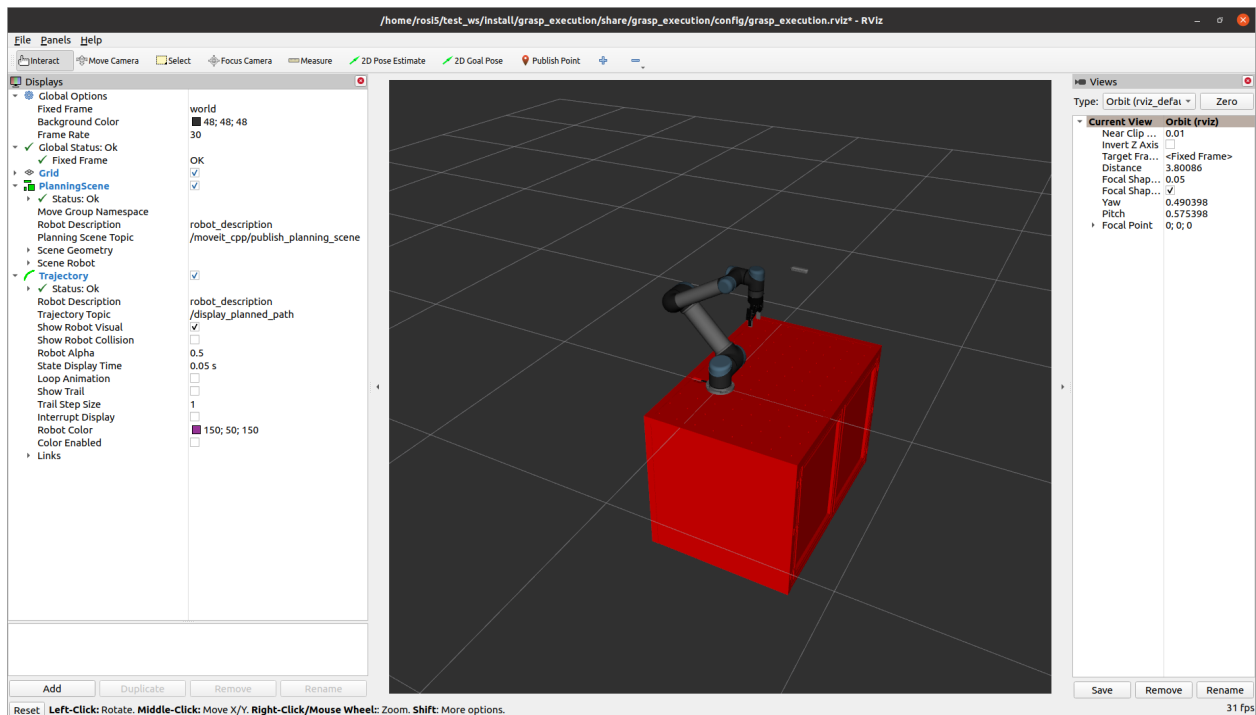 /home/rosi5/test_ws/install/grasp_execution/share/grasp_execution/config/grasp_execution.rviz* - RViz
File Panels Help
Interact Move Camera Select Focus Camera Measure 2D Pose Estimate 2D Goal Pose Publish Point
Displays
Global Options
Fixed Frame world
Background Color 48; 48; 48
Frame Rate 30
Global Status: Ok
Fixed Frame OK
Grid
PlanningScene
Status: Ok
Move Group Namespace
Robot Description robot_description
Planning Scene Topic /moveit_cpp/publish_planning_scene
Scene Geometry
Scene Robot
Trajectory
Status: Ok
Robot Description robot_description
Trajectory Topic /display_planned_path
Show Robot Visual
Show Robot Collision
Robot Alpha 0.5
State Display Time 0.05 s
Loop Animation
Show Trail
Trail Step Size 1
Interrupt Display
Robot Color 150; 50; 150
Color Enabled
Links
Add Duplicate Remove Rename
Views
Type: Orbit (rviz_defau Zero
Current View Orbit (rviz)
Near Clip … 0.01
Invert Z Axis
Target Fra… <Fixed Frame>
Distance 3.80086
Focal Shap… 0.05
Focal Shap…
Yaw 0.490398
Pitch 0.575398
Focal Point 0; 0; 0
Save Remove Rename
Reset Left-Click: Rotate. Middle-Click: Move X/Y. Right-Click/Mouse Wheel:: Zoom. Shift: More options.
31 fps